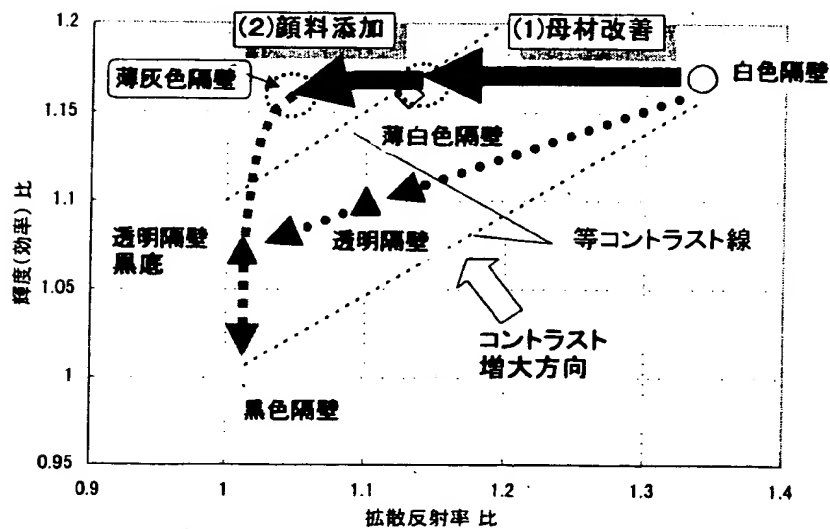 (2)顔料添加
(1)母材改善
薄灰色隔壁
白色隔壁
薄白色隔壁
透明隔壁
黒底
透明隔壁
等コントラスト線
コントラスト
増大方向
黒色隔壁
輝度(効率) 比
1.2
1.15
1.1
1.05
1
0.95
0.9
1
1.1
1.2
1.3
1.4
拡散反射率 比